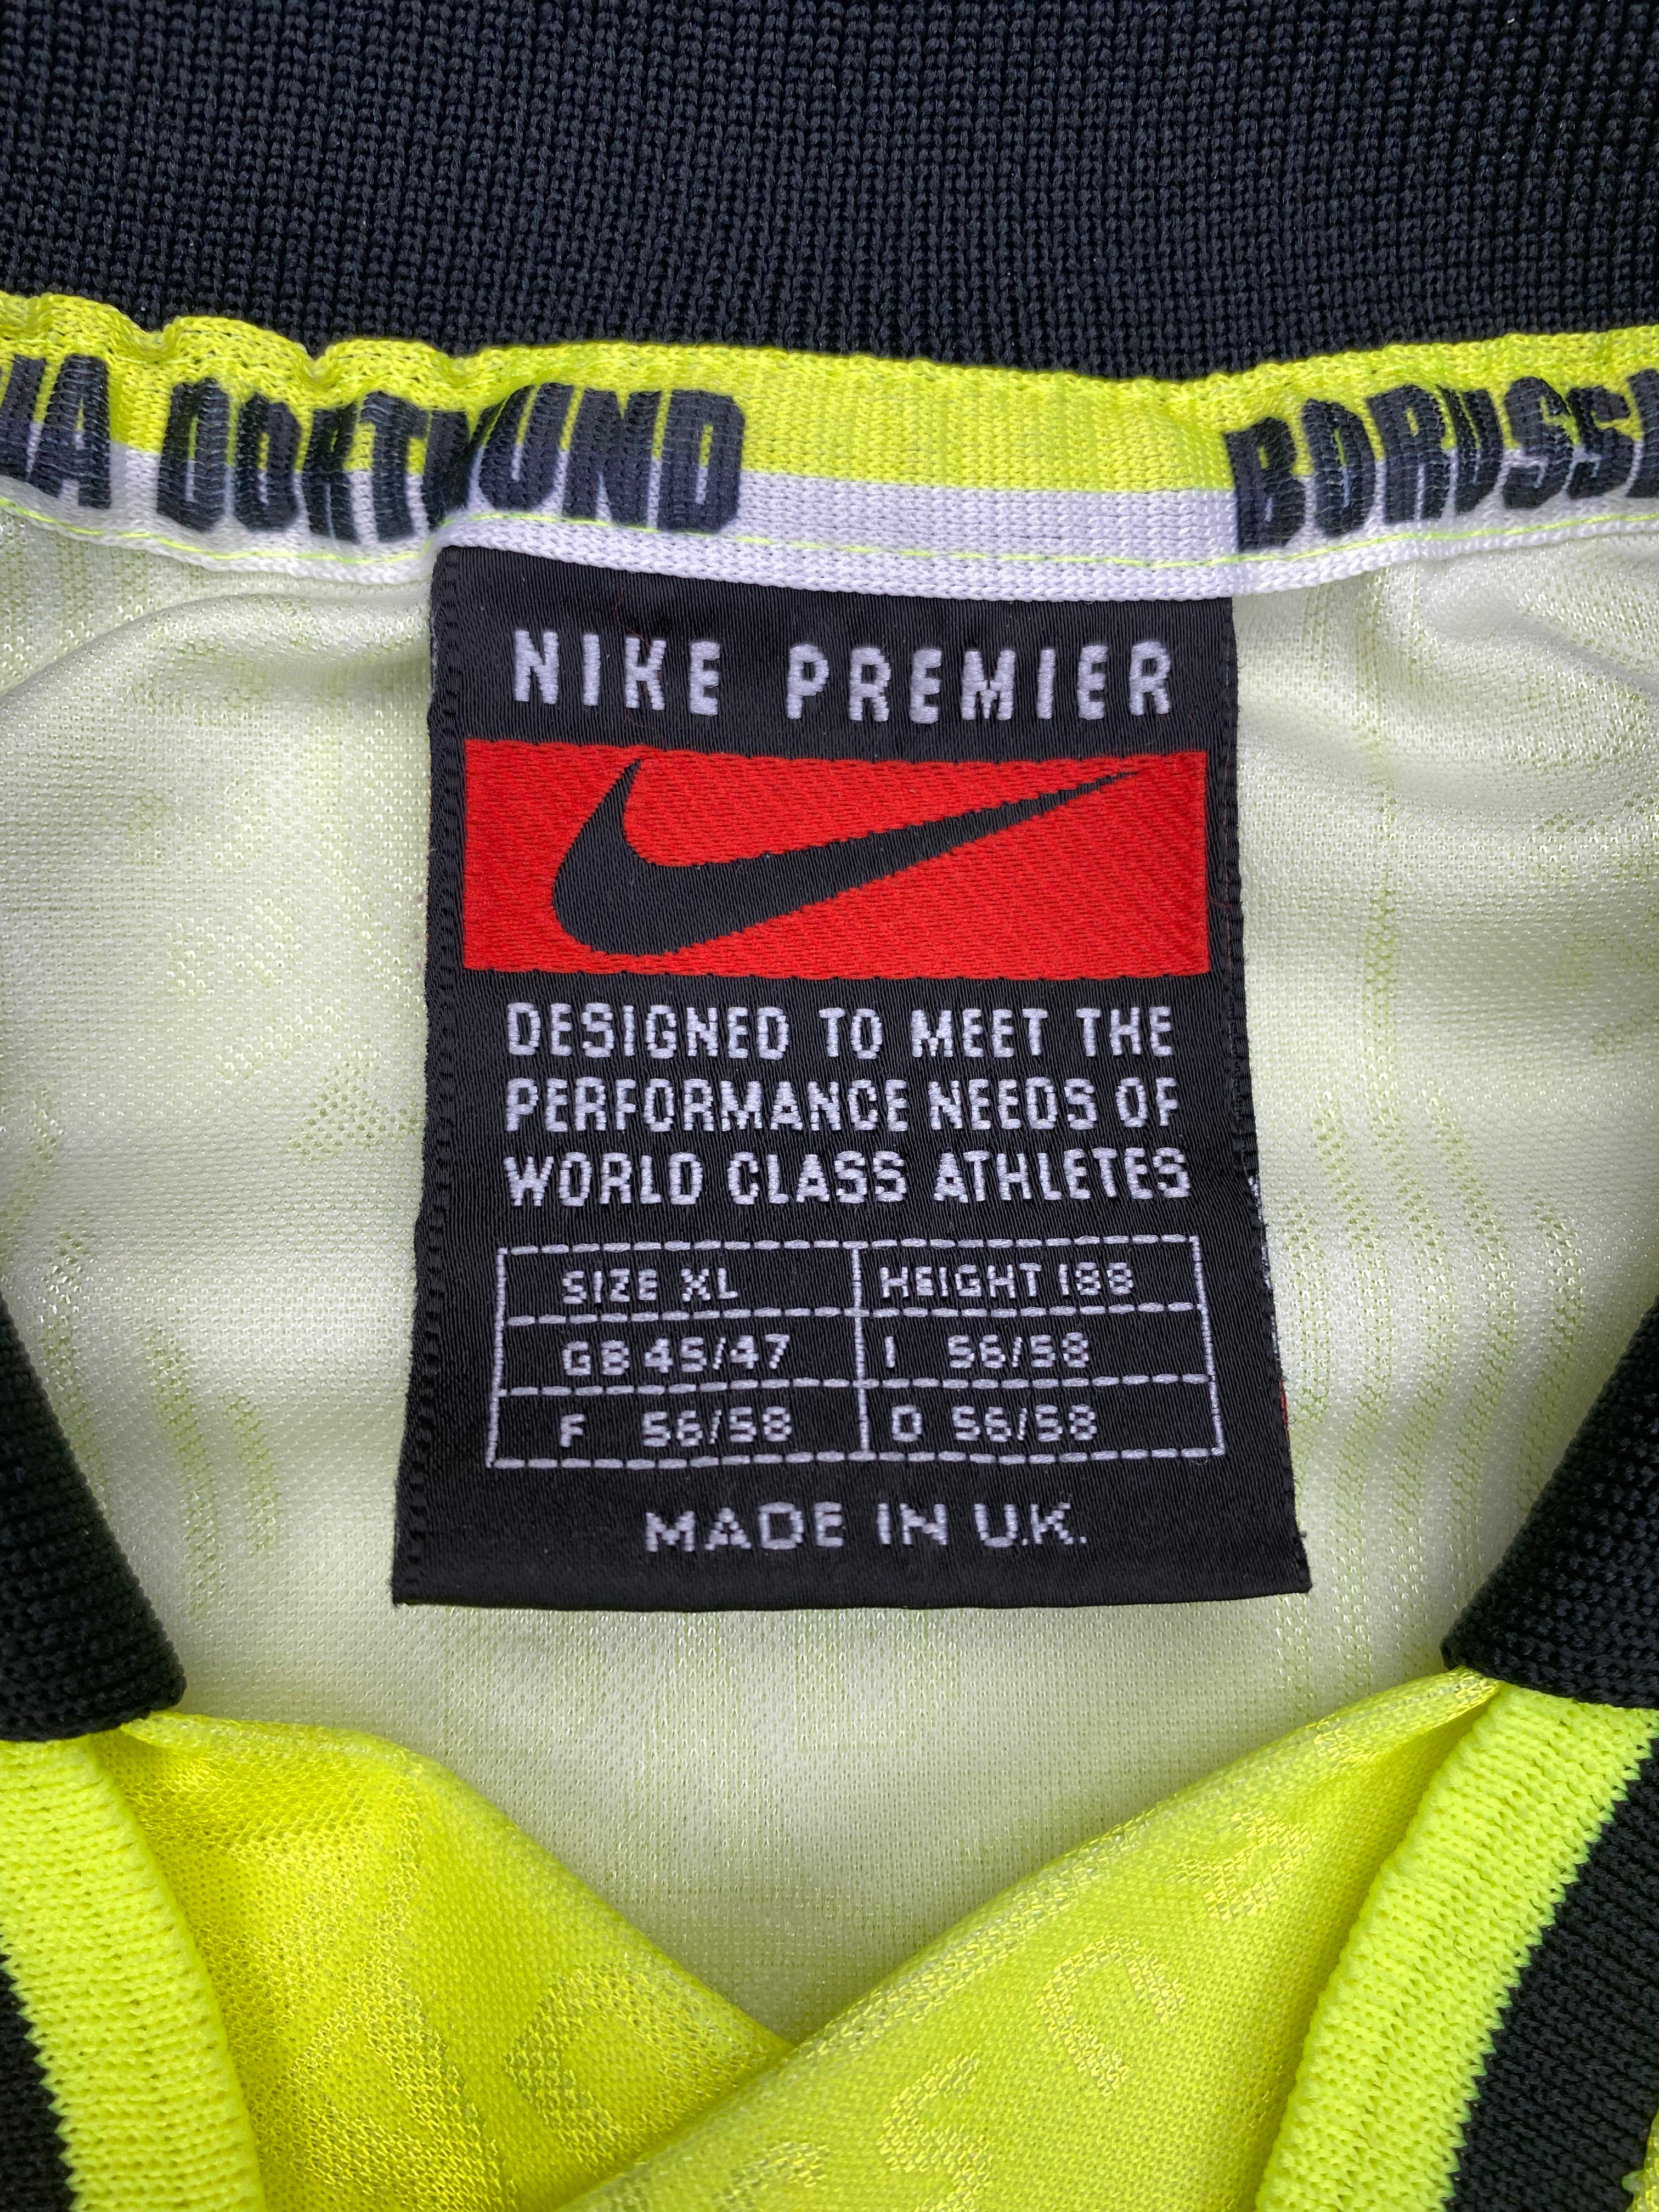 IA DORTMUND BORUSSI
NIKE PREMIER
DESIGNED TO MEET THE
PERFORMANCE NEEDS OF
WORLD CLASS ATHLETES
SIZE XL HEIGHT 188
GB 45/47 I 56/58
F 56/58 D 56/58
MADE IN U.K.